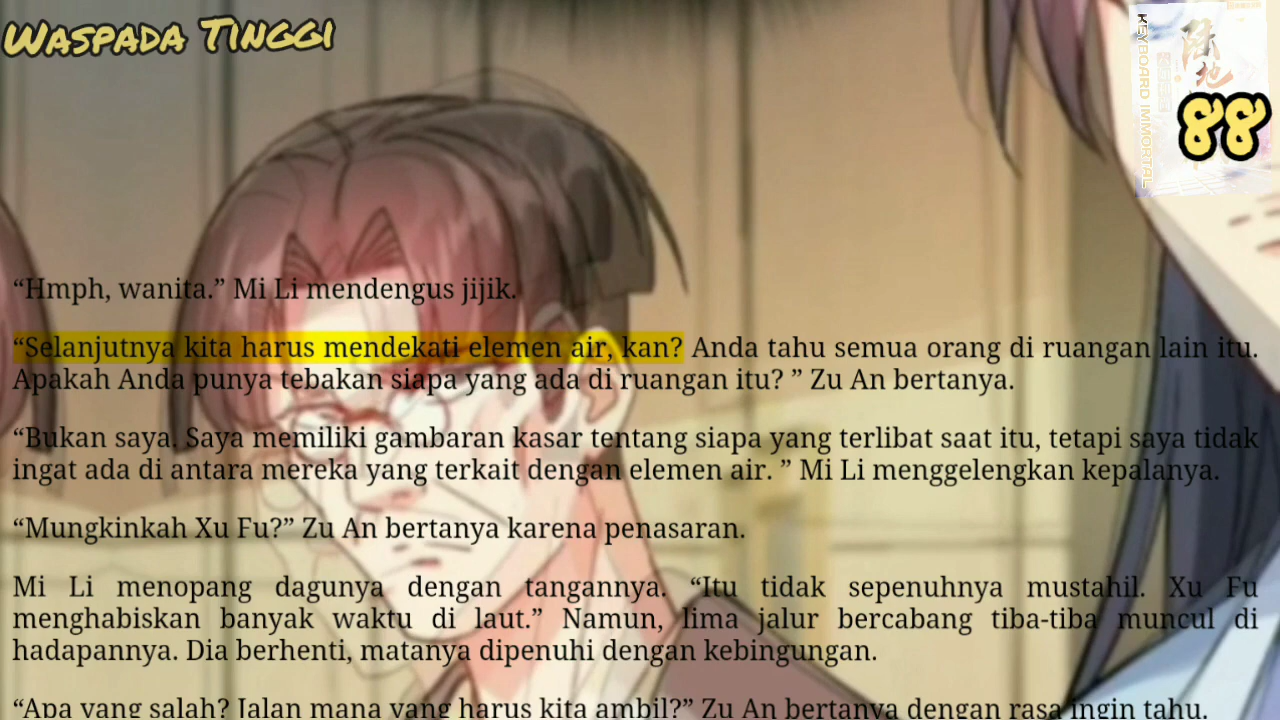 Waspada Tinggi
KEYBOARD IMMORTAL
陆地
88
“Hmph, wanita.” Mi Li mendengus jijik.
“Selanjutnya kita harus mendekati elemen air, kan? Anda tahu semua orang di ruangan lain itu.
Apakah Anda punya tebakan siapa yang ada di ruangan itu? ” Zu An bertanya.
“Bukan saya. Saya memiliki gambaran kasar tentang siapa yang terlibat saat itu, tetapi saya tidak
ingat ada di antara mereka yang terkait dengan elemen air. ” Mi Li menggelengkan kepalanya.
“Mungkinkah Xu Fu?” Zu An bertanya karena penasaran.
Mi Li menopang dagunya dengan tangannya. “Itu tidak sepenuhnya mustahil. Xu Fu
menghabiskan banyak waktu di laut.” Namun, lima jalur bercabang tiba-tiba muncul di
hadapannya. Dia berhenti, matanya dipenuhi dengan kebingungan.
“Apa yang salah? Jalan mana yang harus kita ambil?” Zu An bertanya dengan rasa ingin tahu.